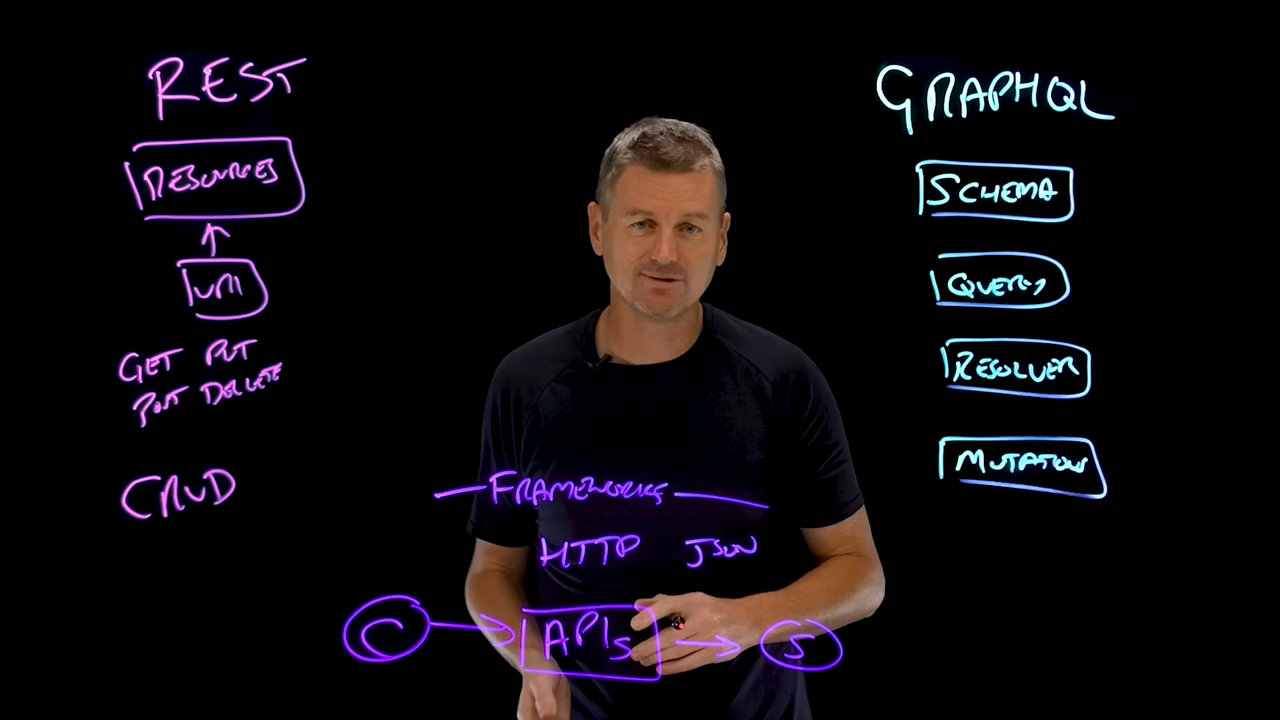 REST
RESOURCES
URI
GET PUT
POST DELETE
CRUD
FRAMEWORKS
HTTP JSON
C APIs S
GRAPHQL
SCHEMA
QUERY
RESOLVER
MUTATION